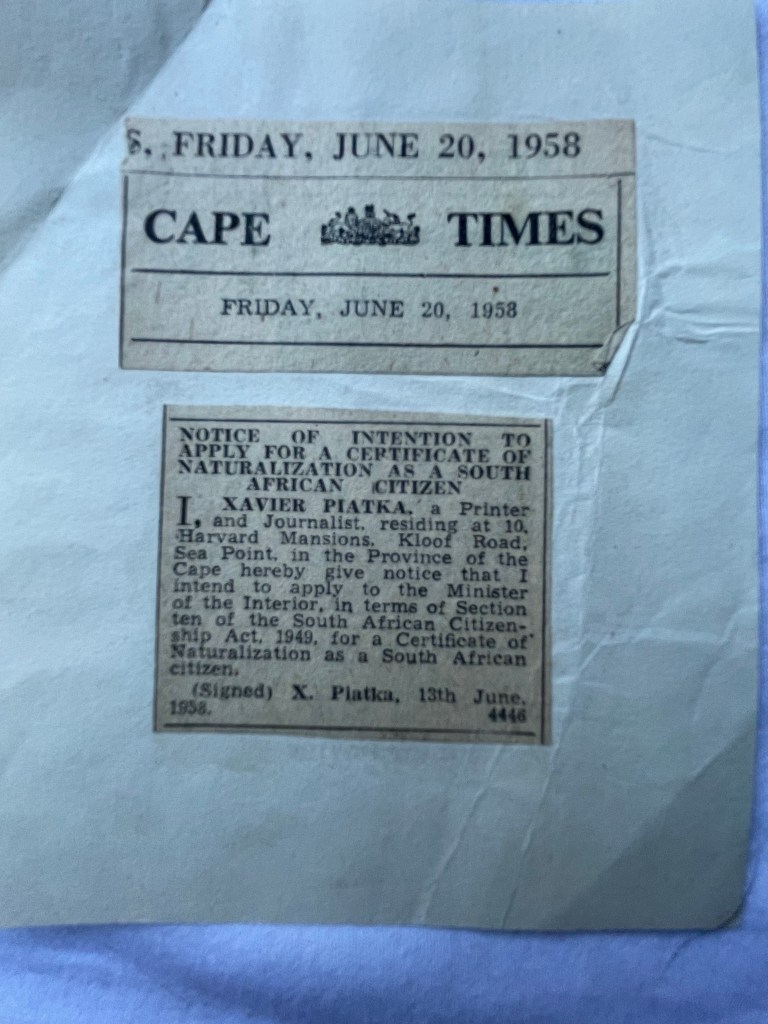 S, FRIDAY, JUNE 20, 1958
CAPE TIMES
FRIDAY, JUNE 20, 1958
NOTICE OF INTENTION TO
APPLY FOR A CERTIFICATE OF
NATURALIZATION AS A SOUTH
AFRICAN CITIZEN
I, XAVIER PIATKA, a Printer
and Journalist, residing at 10,
Harvard Mansions, Kloof Road,
Sea Point, in the Province of the
Cape hereby give notice that I
intend to apply to the Minister
of the Interior, in terms of Section
ten of the South African Citizen-
ship Act, 1949, for a Certificate of
Naturalization as a South African
citizen.
(Signed) X. Piatka, 13th June,
1958. 4446